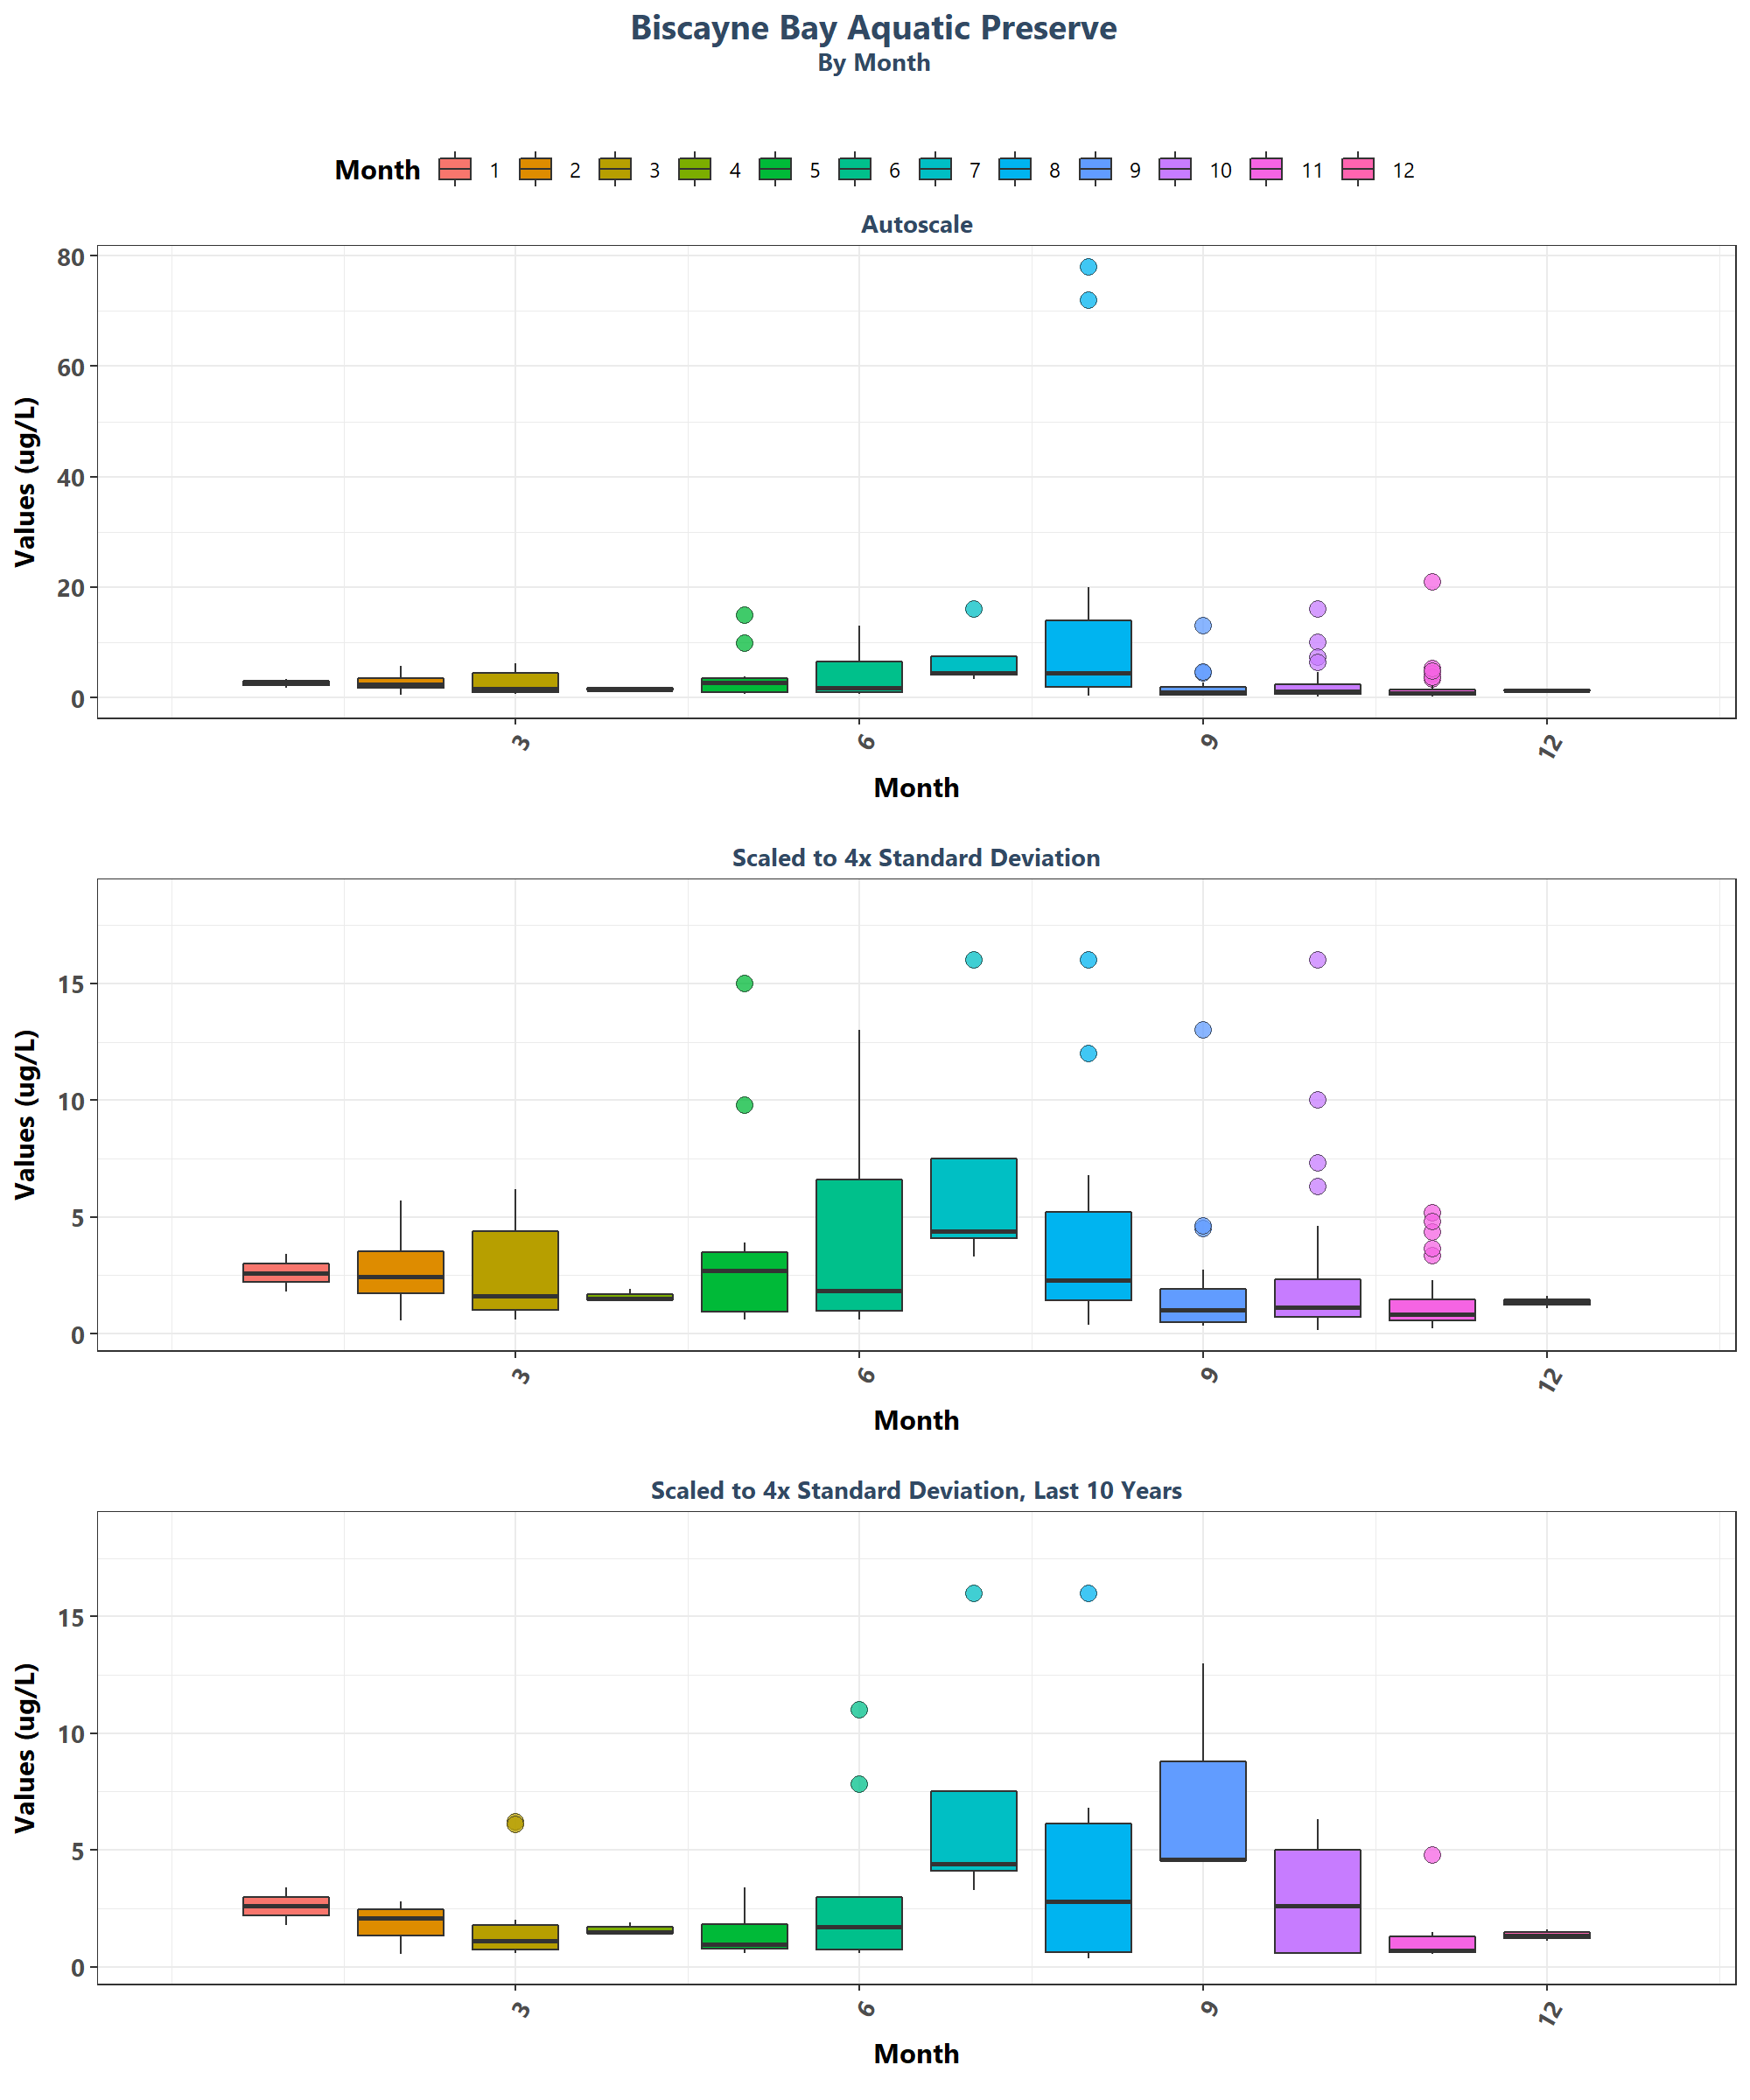 Biscayne Bay Aquatic Preserve
By Month
Month 1 2 3 4 5 6 7 8 9 10 11 12
Autoscale
Values (ug/L)
80
60
40
20
0
3 6 9 12
Month
Scaled to 4x Standard Deviation
Values (ug/L)
15
10
5
0
3 6 9 12
Month
Scaled to 4x Standard Deviation, Last 10 Years
Values (ug/L)
15
10
5
0
3 6 9 12
Month